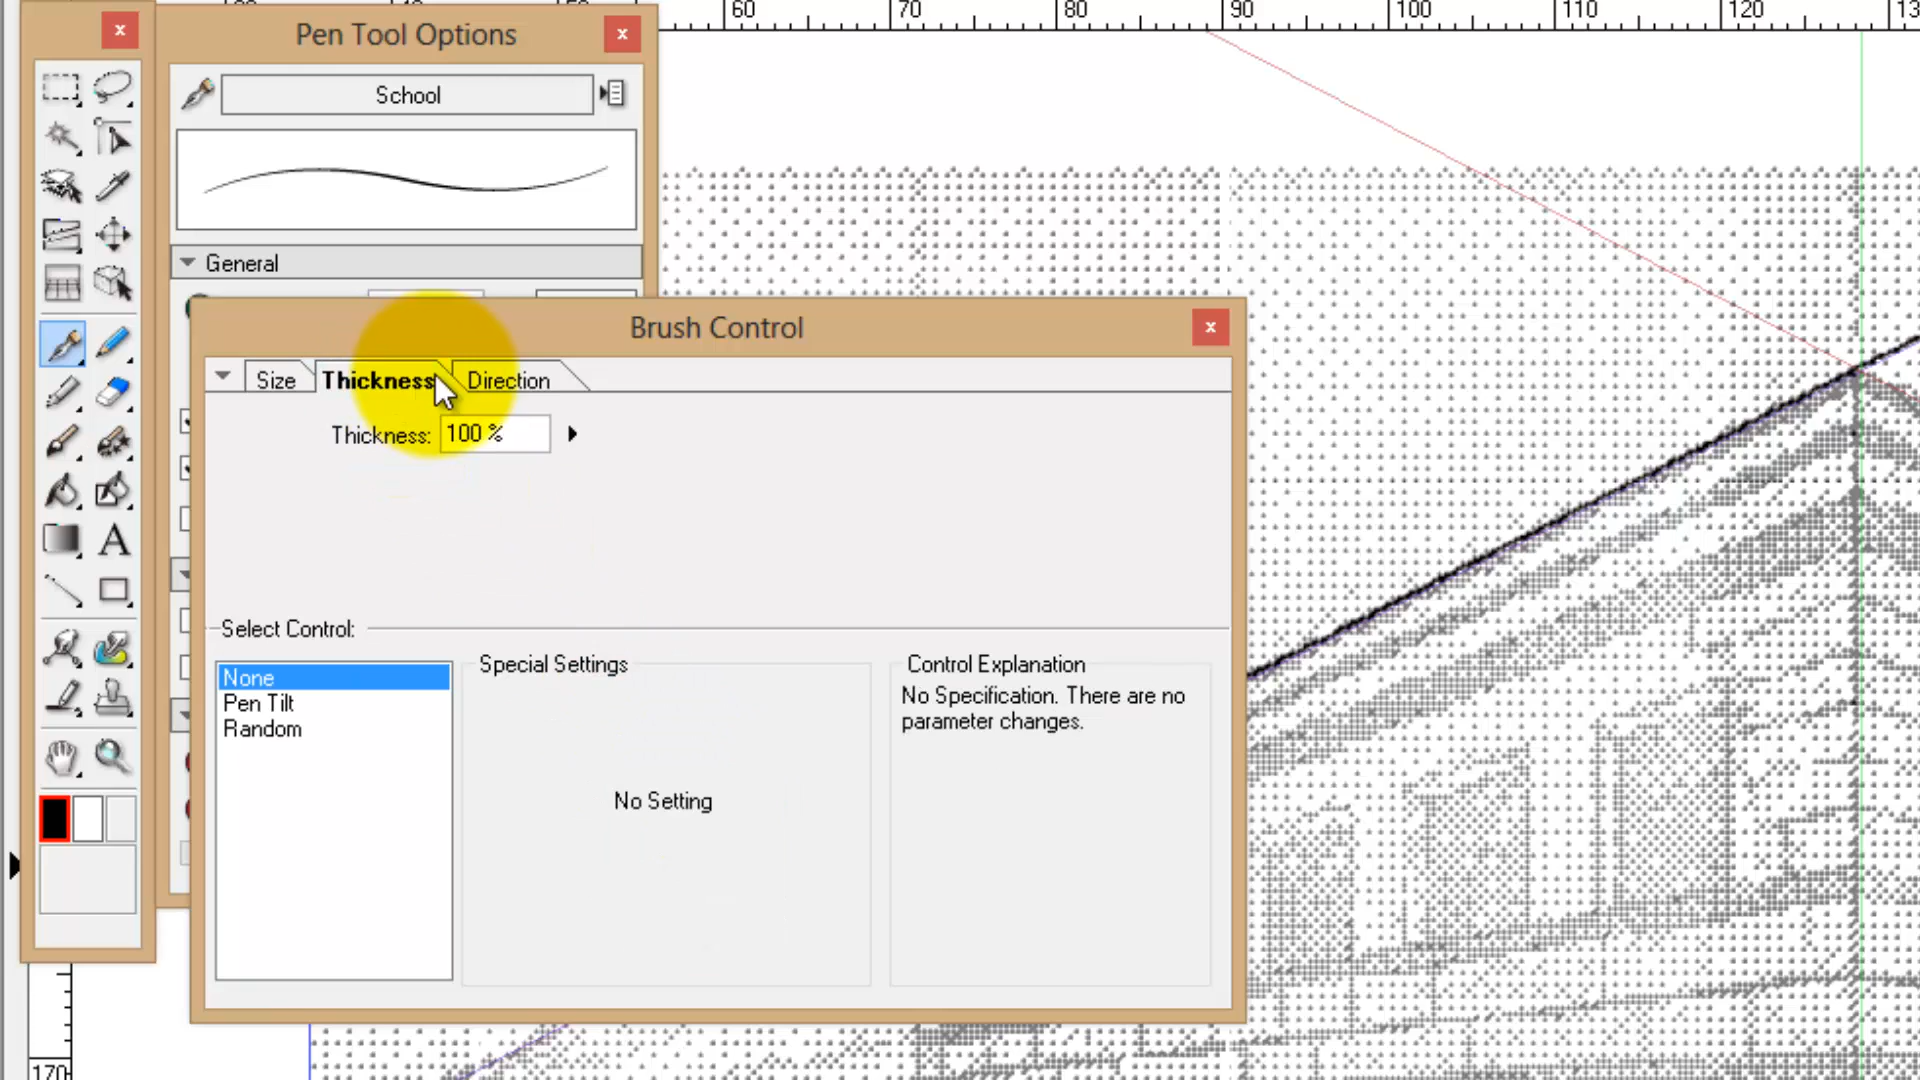 60 70 80 90 100 110 120
Pen Tool Options
School
General
Brush Control
Size Thickness Direction
Thickness: 100 %
Select Control:
None
Pen Tilt
Random
Special Settings
No Setting
Control Explanation
No Specification. There are no
parameter changes.
A
170